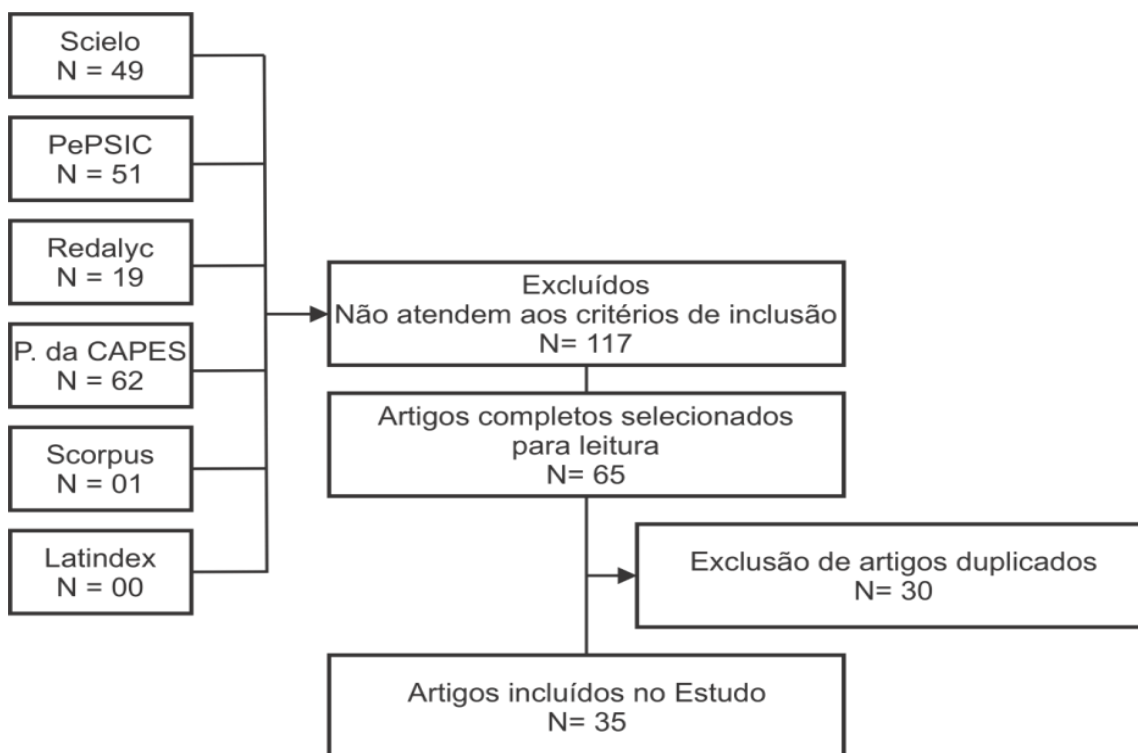 Scielo
N = 49
PePSIC
N = 51
Redalyc
N = 19
P. da CAPES
N = 62
Scorpus
N = 01
Latindex
N = 00
Excluídos
Não atendem aos critérios de inclusão
N= 117
Artigos completos selecionados
para leitura
N= 65
Exclusão de artigos duplicados
N= 30
Artigos incluídos no Estudo
N= 35